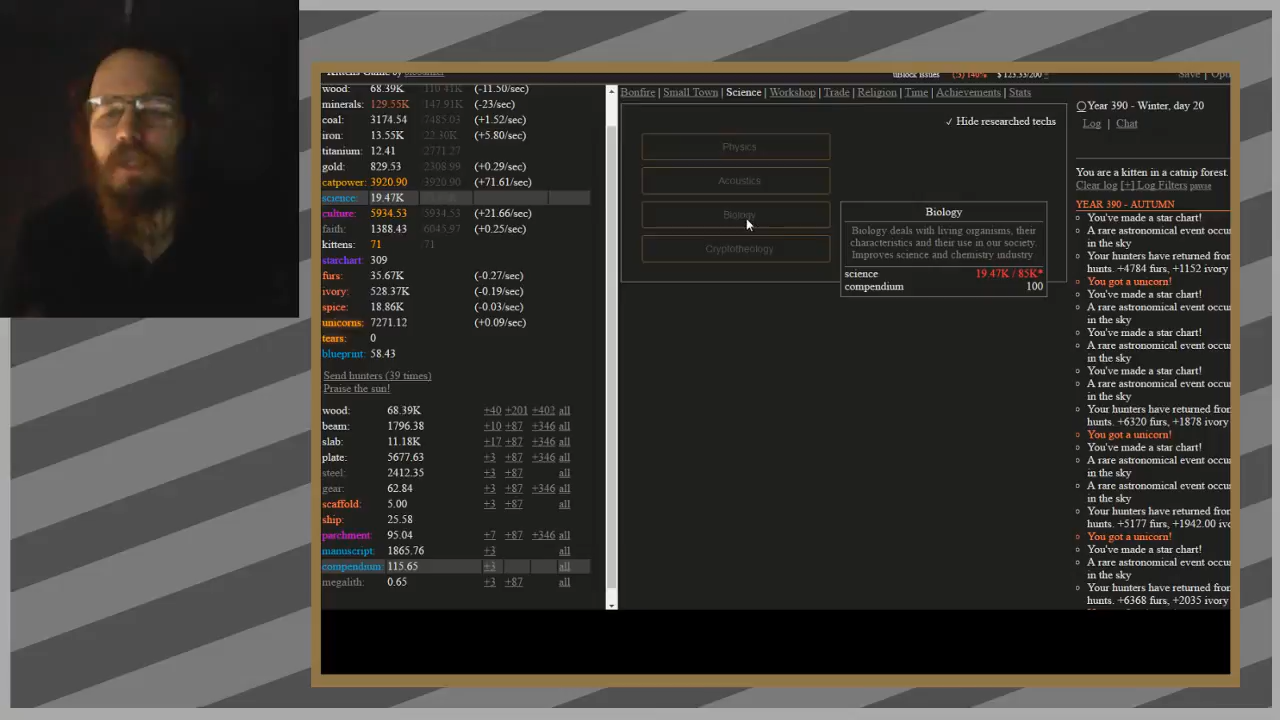 Kittens Game by bloodrizer
wood: 68.39K 110.41K (-11.50/sec)
minerals: 129.55K 147.91K (-23/sec)
coal: 3174.54 7485.03 (+1.52/sec)
iron: 13.55K 22.30K (+5.80/sec)
titanium: 12.41 2771.27
gold: 829.53 2308.99 (+0.29/sec)
catpower: 3920.90 3920.90 (+71.61/sec)
science: 19.47K
culture: 5934.53 5934.53 (+21.66/sec)
faith: 1388.43 6045.97 (+0.25/sec)
kittens: 71 /71
starchart: 309
furs: 35.67K (-0.27/sec)
ivory: 528.37K (-0.19/sec)
spice: 18.86K (-0.03/sec)
unicorns: 7271.12 (+0.09/sec)
tears: 0
blueprint: 58.43
Send hunters (39 times)
Praise the sun!
wood: 68.39K +40 +201 +402 all
beam: 1796.38 +10 +87 +346 all
slab: 11.18K +17 +87 +346 all
plate: 5677.63 +3 +87 +346 all
steel: 2412.35 +3 +87 all
gear: 62.84 +3 +87 +346 all
scaffold: 5.00 +3 +87 all
ship: 25.58
parchment: 95.04 +7 +87 +346 all
manuscript: 1865.76 +3 all
compendium: 115.65 +3 all
megalith: 0.65 +3 +87 all
Bonfire | Small Town | Science | Workshop | Trade | Religion | Time | Achievements | Stats
✓ Hide researched techs
Physics
Acoustics
Biology
Cryptotheology
Biology
Biology deals with living organisms, their
characteristics and their use in our society.
Improves science and chemistry industry
science 19.47K / 85K*
compendium 100
Year 390 - Winter, day 20
Log | Chat
You are a kitten in a catnip forest.
Clear log [+] Log Filters pause
YEAR 390 - AUTUMN
You've made a star chart!
A rare astronomical event occu
in the sky
Your hunters have returned from
hunts. +4784 furs, +1152 ivory
You got a unicorn!
You've made a star chart!
A rare astronomical event occu
in the sky
You've made a star chart!
A rare astronomical event occu
in the sky
You've made a star chart!
A rare astronomical event occu
in the sky
Your hunters have returned from
hunts. +6320 furs, +1878 ivory
You got a unicorn!
You've made a star chart!
A rare astronomical event occu
in the sky
A rare astronomical event occu
in the sky
Your hunters have returned from
hunts. +5177 furs, +1942.00 ivo
You got a unicorn!
You've made a star chart!
A rare astronomical event occu
in the sky
Your hunters have returned from
hunts. +6368 furs, +2035 ivory